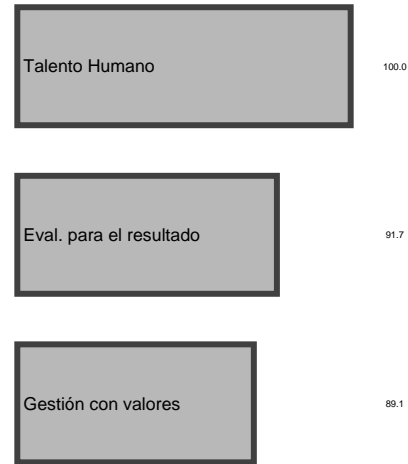 Talento Humano
100.0
Eval. para el resultado
91.7
Gestión con valores
89.1